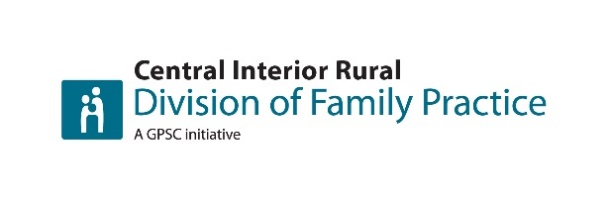 Central Interior Rural
Division of Family Practice
A GPSC initiative